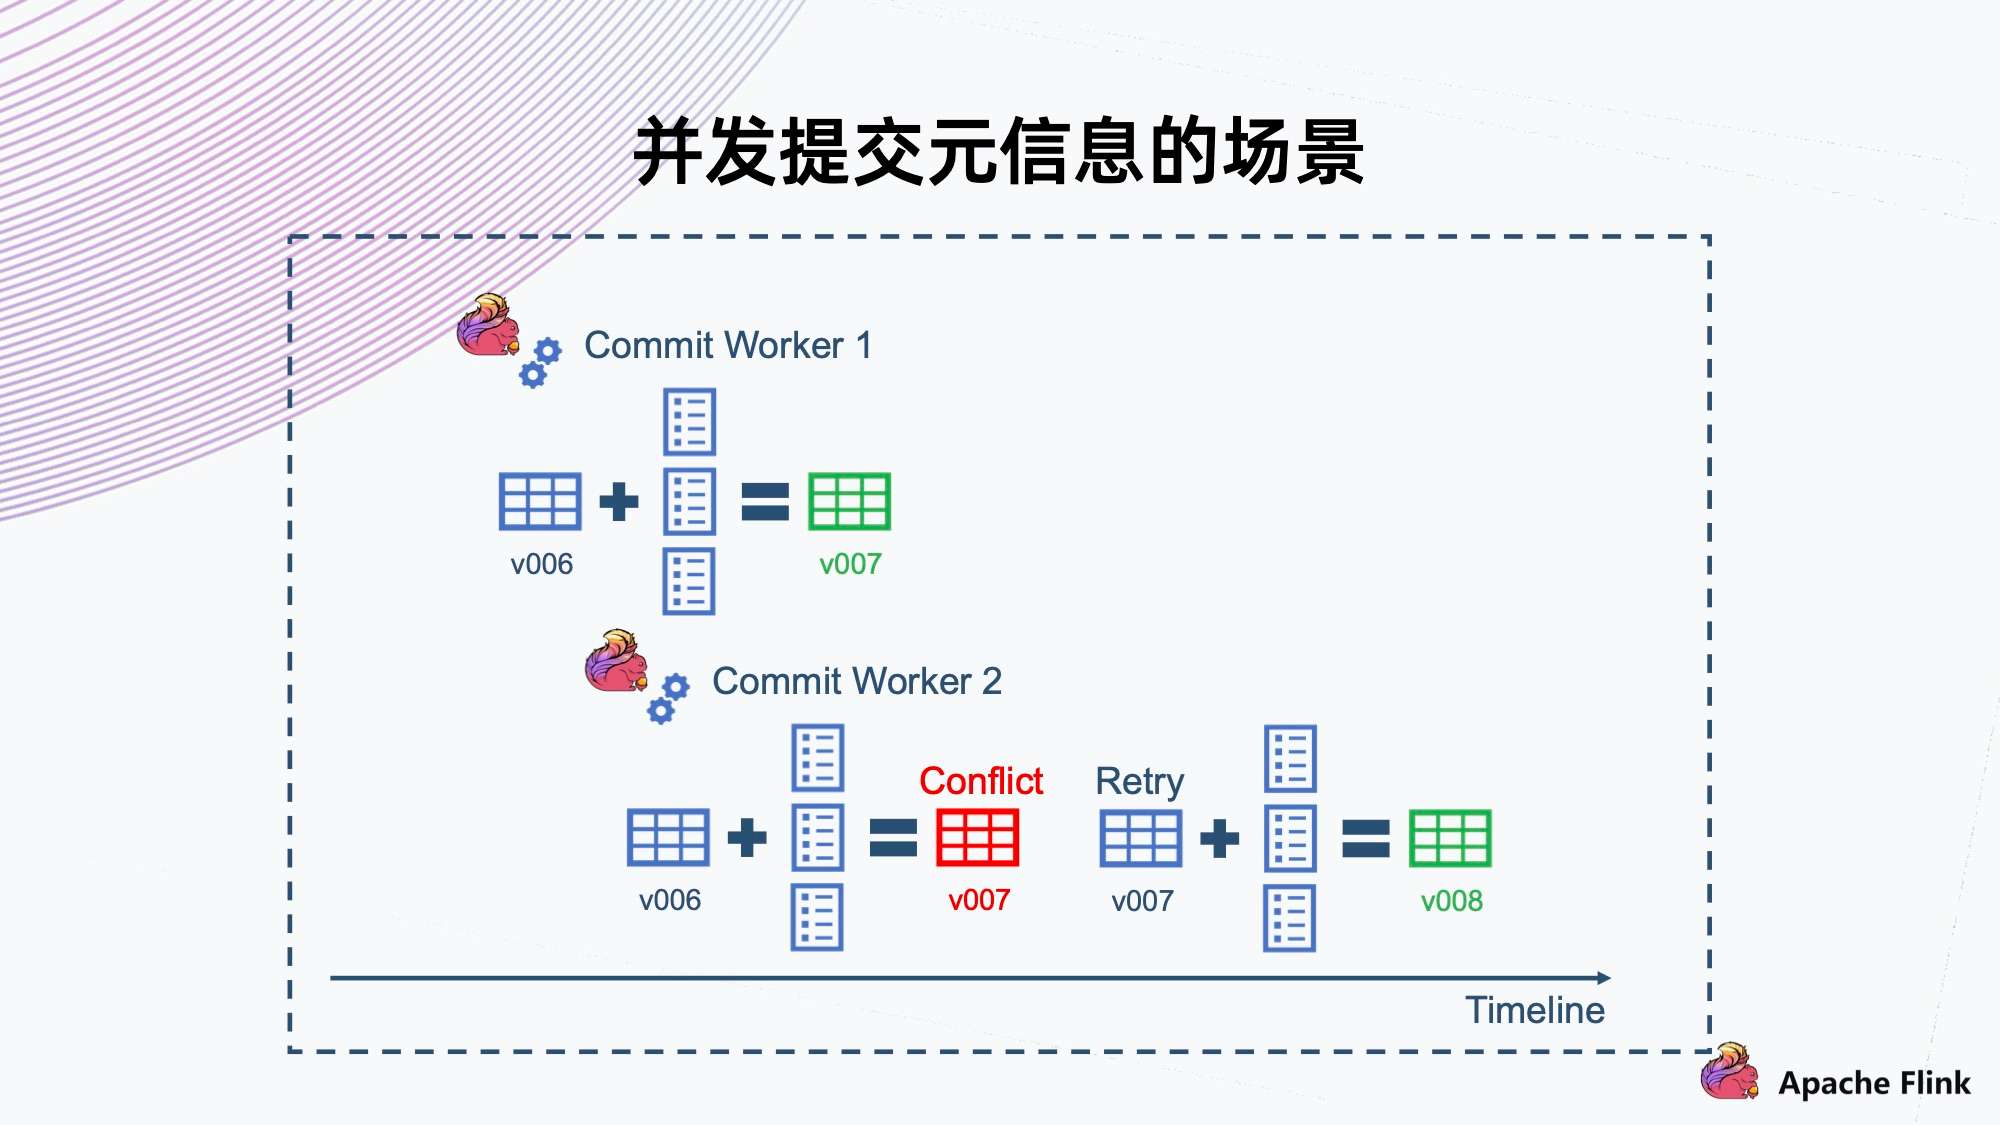 并发提交元信息的场景
Commit Worker 1
v006
v007
Commit Worker 2
Conflict
Retry
v006
v007
v007
v008
Timeline
Apache Flink